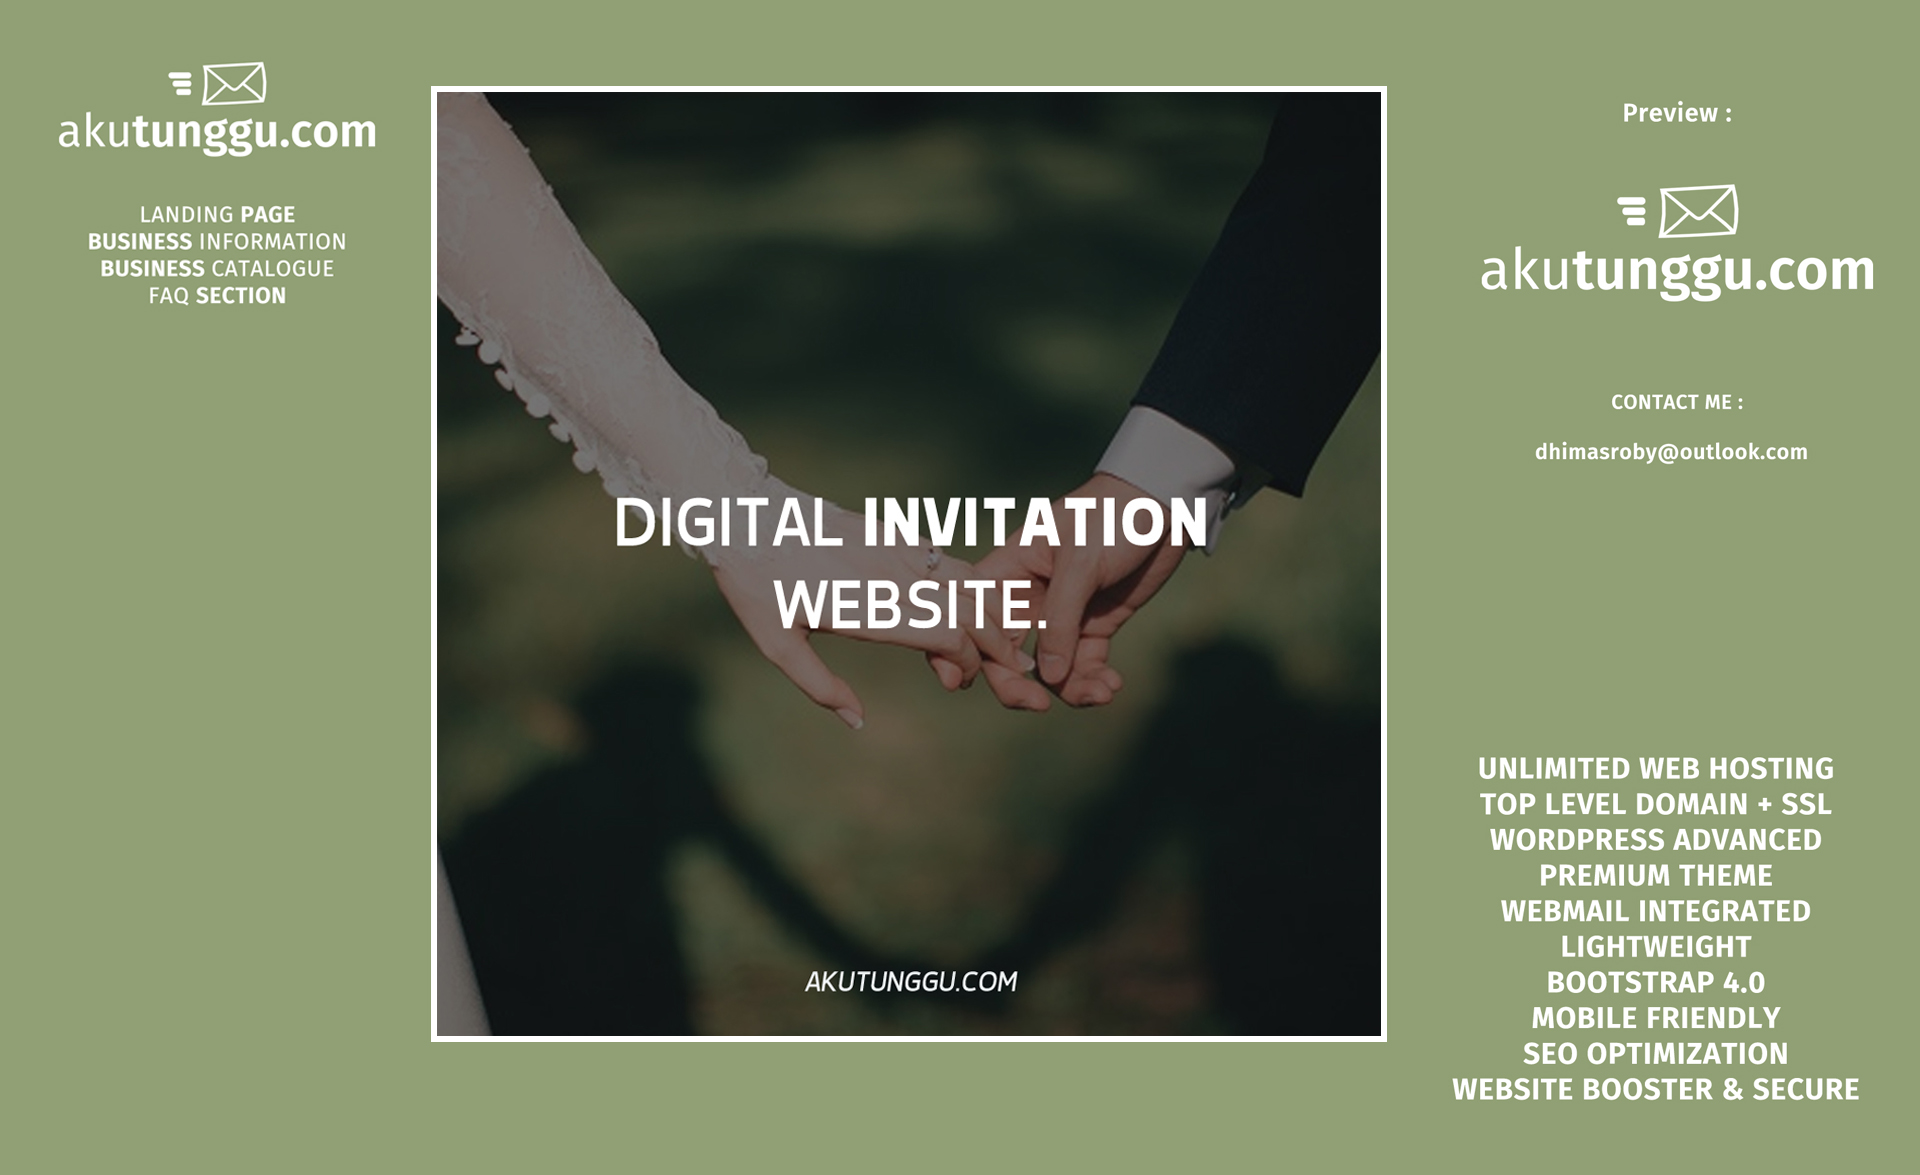 akutunggu.com
LANDING PAGE
BUSINESS INFORMATION
BUSINESS CATALOGUE
FAQ SECTION
DIGITAL INVITATION
WEBSITE.
AKUTUNGGU.COM
Preview :
akutunggu.com
CONTACT ME :
dhimasroby@outlook.com
UNLIMITED WEB HOSTING
TOP LEVEL DOMAIN + SSL
WORDPRESS ADVANCED
PREMIUM THEME
WEBMAIL INTEGRATED
LIGHTWEIGHT
BOOTSTRAP 4.0
MOBILE FRIENDLY
SEO OPTIMIZATION
WEBSITE BOOSTER & SECURE